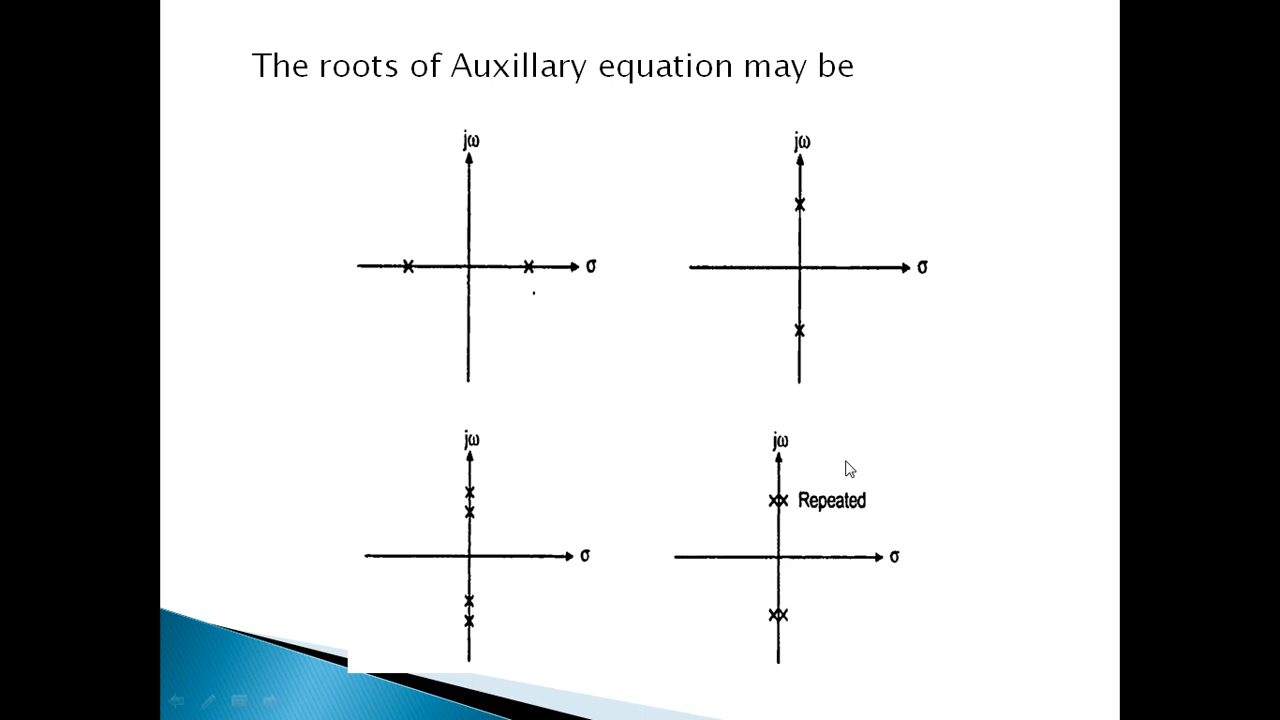 The roots of Auxillary equation may be
jω
σ
jω
σ
jω
σ
jω
Repeated
σ